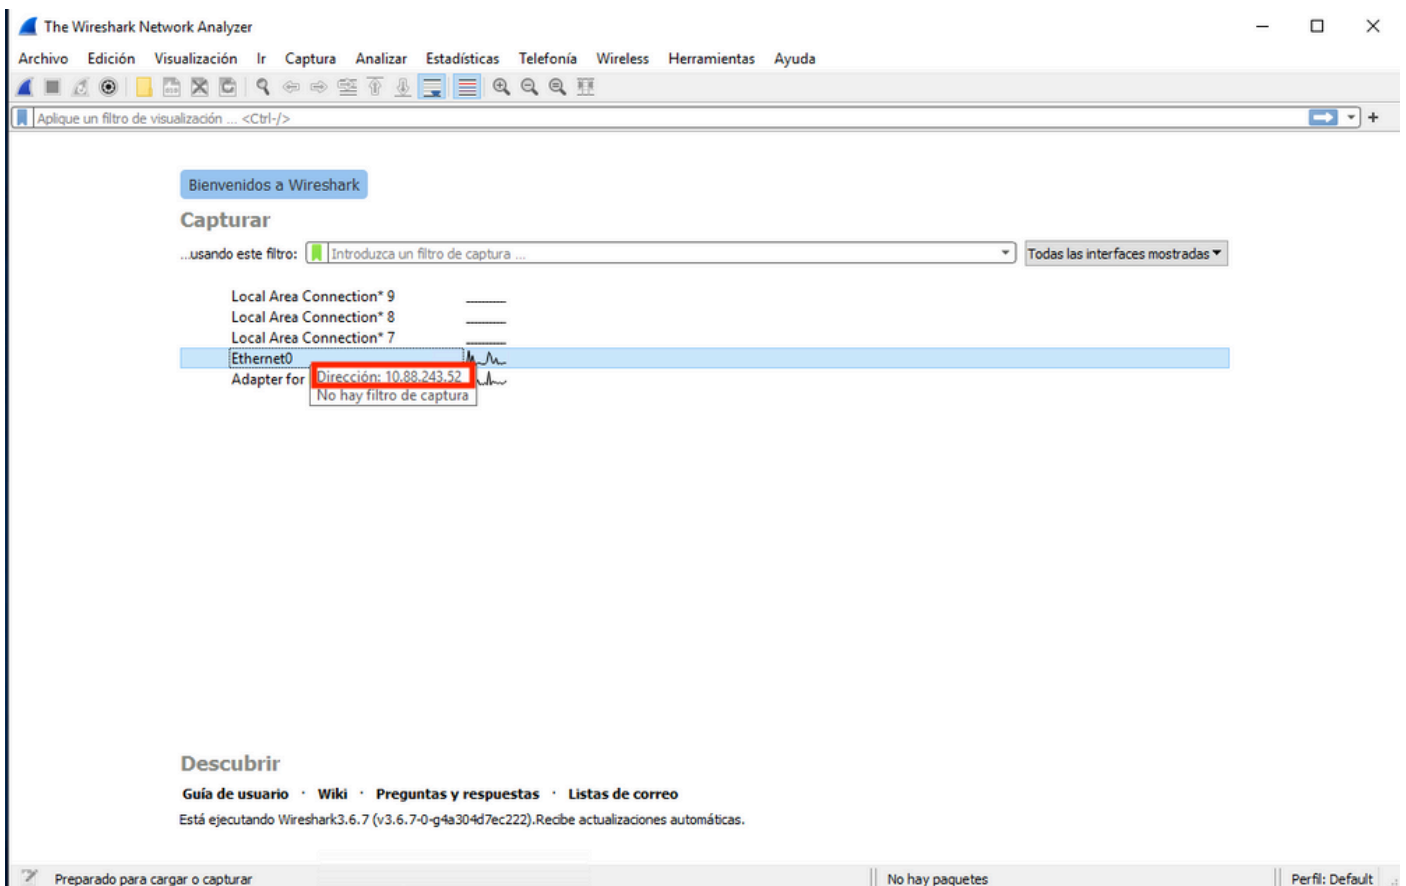 The Wireshark Network Analyzer
Archivo Edición Visualización Ir Captura Analizar Estadísticas Telefonía Wireless Herramientas Ayuda
Aplique un filtro de visualización ... <Ctrl-/>
Bienvenidos a Wireshark
Capturar
...usando este filtro: Introduzca un filtro de captura ... Todas las interfaces mostradas
Local Area Connection* 9
Local Area Connection* 8
Local Area Connection* 7
Ethernet0
Adapter for
Dirección: 10.88.243.52
No hay filtro de captura
Descubrir
Guía de usuario · Wiki · Preguntas y respuestas · Listas de correo
Está ejecutando Wireshark3.6.7 (v3.6.7-0-g4a304d7ec222).Recibe actualizaciones automáticas.
Preparado para cargar o capturar No hay paquetes Perfil: Default